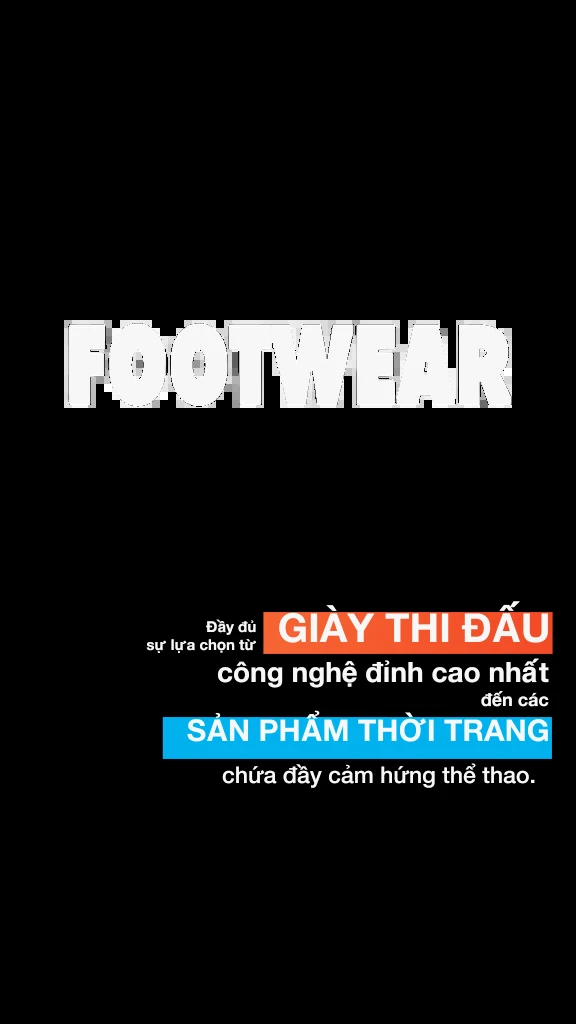 FOOTWEAR
Đầy đủ
sự lựa chọn từ
GIÀY THI ĐẤU
công nghệ đỉnh cao nhất
đến các
SẢN PHẨM THỜI TRANG
chứa đầy cảm hứng thể thao.